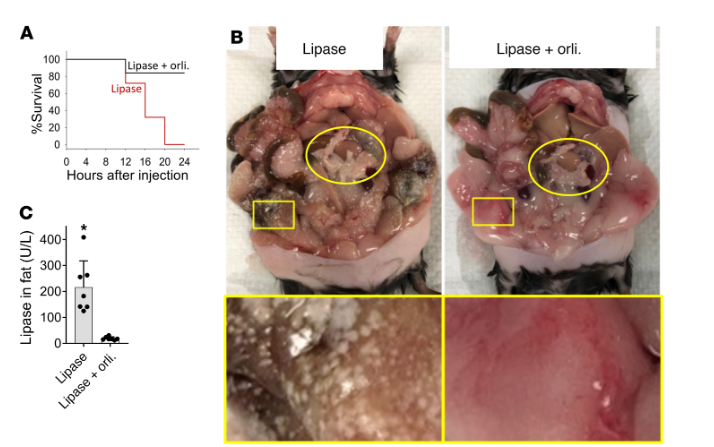 A
100
80
60
40
20
0
%Survival
Lipase + orli.
Lipase
0 4 8 12 16 20 24
Hours after injection
B
Lipase
Lipase + orli.
C
400
300
200
100
0
Lipase in fat (U/L)
*
Lipase
Lipase + orli.